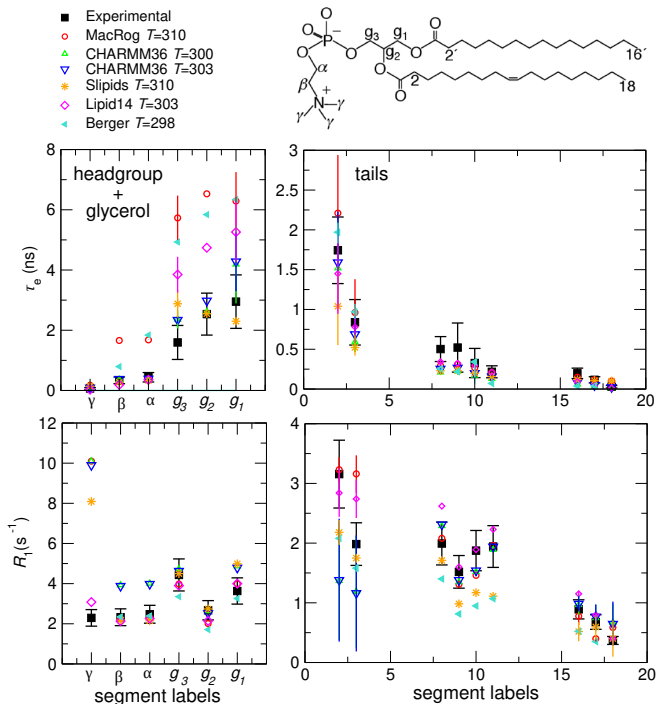 Experimental
MacRog T=310
CHARMM36 T=300
CHARMM36 T=303
Slipids T=310
Lipid14 T=303
Berger T=298
O O⁻ P O O
g₃ g₁ O 2´ 16´
g₂ O
O α O 2 18
β O
N⁺ γ
γ γ
headgroup
+
glycerol
tails
τe (ns)
8 6 4 2 0
γ β α g₃ g₂ g₁
3 2.5 2 1.5 1 0.5 0
0 5 10 15 20
R₁(s⁻¹)
12 10 8 6 4 2 0
γ β α g₃ g₂ g₁
segment labels
4 3 2 1 0
0 5 10 15 20
segment labels